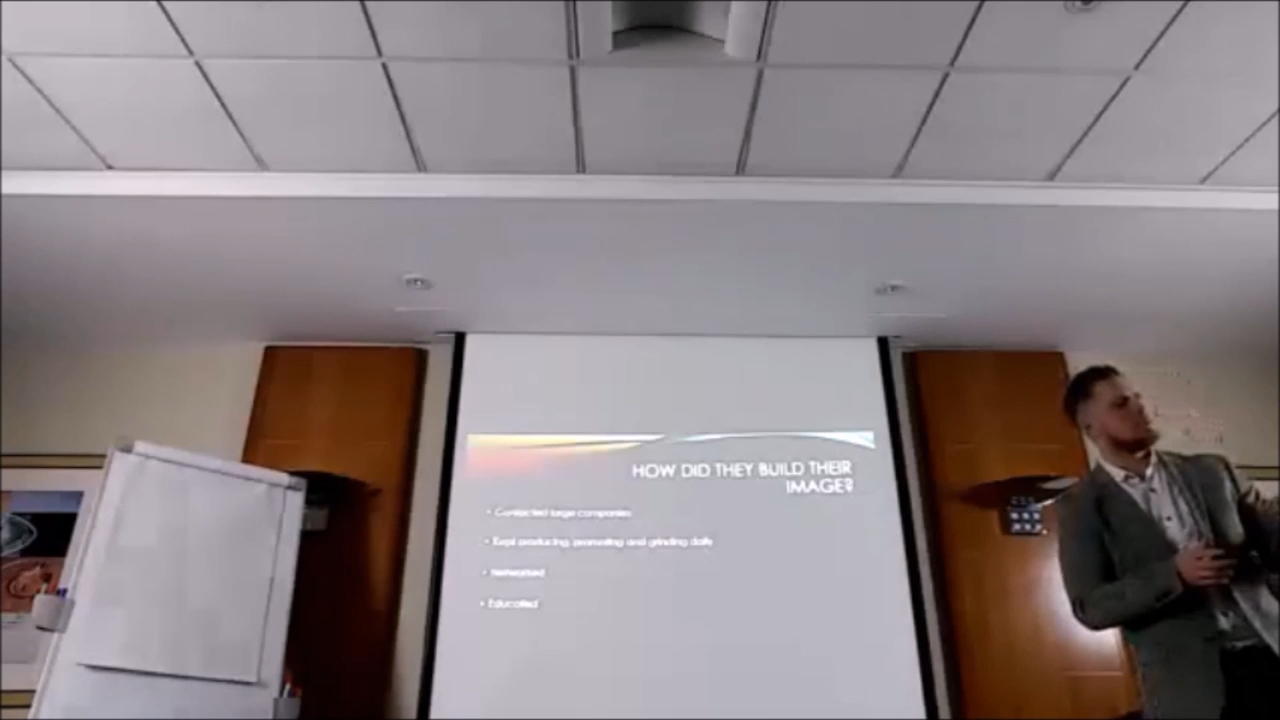 HOW DID THEY BUILD THEIR
IMAGE?
• Contacted large companies
• Kept producing, promoting and grinding daily
• Networked
• Educated